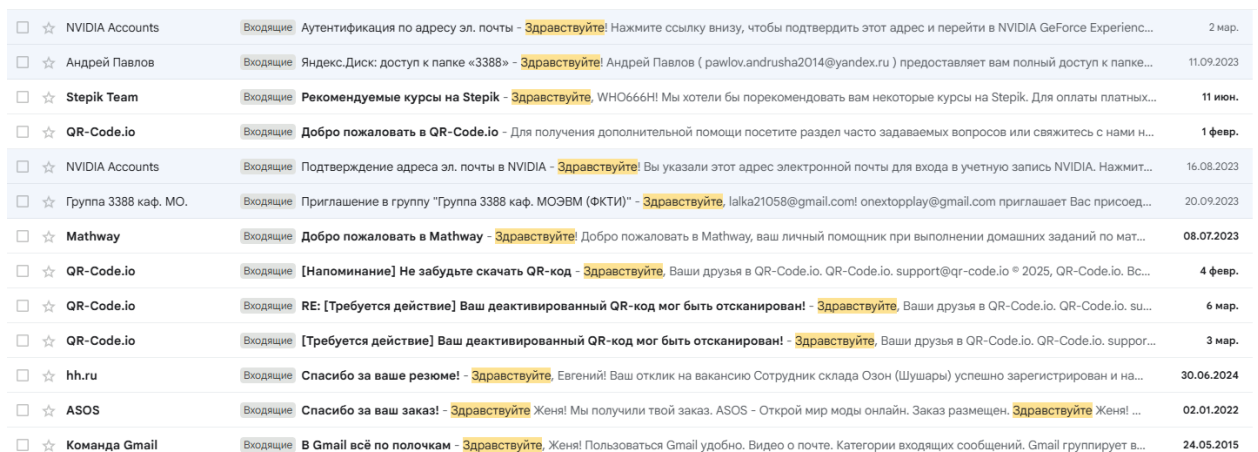 NVIDIA Accounts Входящие Аутентификация по адресу эл. почты - Здравствуйте! Нажмите ссылку внизу, чтобы подтвердить этот адрес и перейти в NVIDIA GeForce Experienc... 2 мар.
Андрей Павлов Входящие Яндекс.Диск: доступ к папке «3388» - Здравствуйте! Андрей Павлов ( pawlov.andrusha2014@yandex.ru ) предоставляет вам полный доступ к папке... 11.09.2023
Stepik Team Входящие Рекомендуемые курсы на Stepik - Здравствуйте, WHO666H! Мы хотели бы порекомендовать вам некоторые курсы на Stepik. Для оплаты платных... 11 июн.
QR-Code.io Входящие Добро пожаловать в QR-Code.io - Для получения дополнительной помощи посетите раздел часто задаваемых вопросов или свяжитесь с нами н... 1 февр.
NVIDIA Accounts Входящие Подтверждение адреса эл. почты в NVIDIA - Здравствуйте! Вы указали этот адрес электронной почты для входа в учетную запись NVIDIA. Нажмит... 16.08.2023
Группа 3388 каф. МО. Входящие Приглашение в группу "Группа 3388 каф. МОЭВМ (ФКТИ)" - Здравствуйте, lalka21058@gmail.com! onextopplay@gmail.com приглашает Вас присоед... 20.09.2023
Mathway Входящие Добро пожаловать в Mathway - Здравствуйте! Добро пожаловать в Mathway, ваш личный помощник при выполнении домашних заданий по мат... 08.07.2023
QR-Code.io Входящие [Напоминание] Не забудьте скачать QR-код - Здравствуйте, Ваши друзья в QR-Code.io. QR-Code.io. support@qr-code.io © 2025, QR-Code.io. Вс... 4 февр.
QR-Code.io Входящие RE: [Требуется действие] Ваш деактивированный QR-код мог быть отсканирован! - Здравствуйте, Ваши друзья в QR-Code.io. QR-Code.io. su... 6 мар.
QR-Code.io Входящие [Требуется действие] Ваш деактивированный QR-код мог быть отсканирован! - Здравствуйте, Ваши друзья в QR-Code.io. QR-Code.io. suppor... 3 мар.
hh.ru Входящие Спасибо за ваше резюме! - Здравствуйте, Евгений! Ваш отклик на вакансию Сотрудник склада Озон (Шушары) успешно зарегистрирован и на... 30.06.2024
ASOS Входящие Спасибо за ваш заказ! - Здравствуйте Женя! Мы получили твой заказ. ASOS - Открой мир моды онлайн. Заказ размещен. Здравствуйте Женя! ... 02.01.2022
Команда Gmail Входящие В Gmail всё по полочкам - Здравствуйте, Женя! Пользоваться Gmail удобно. Видео о почте. Категории входящих сообщений. Gmail группирует в... 24.05.2015